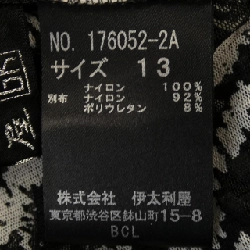 NO. 176052-2A
サイズ 13
ナイロン 100%
別布 ナイロン 92%
ポリウレタン 8%
株式会社 伊太利屋
東京都渋谷区鉢山町15-8
BCL